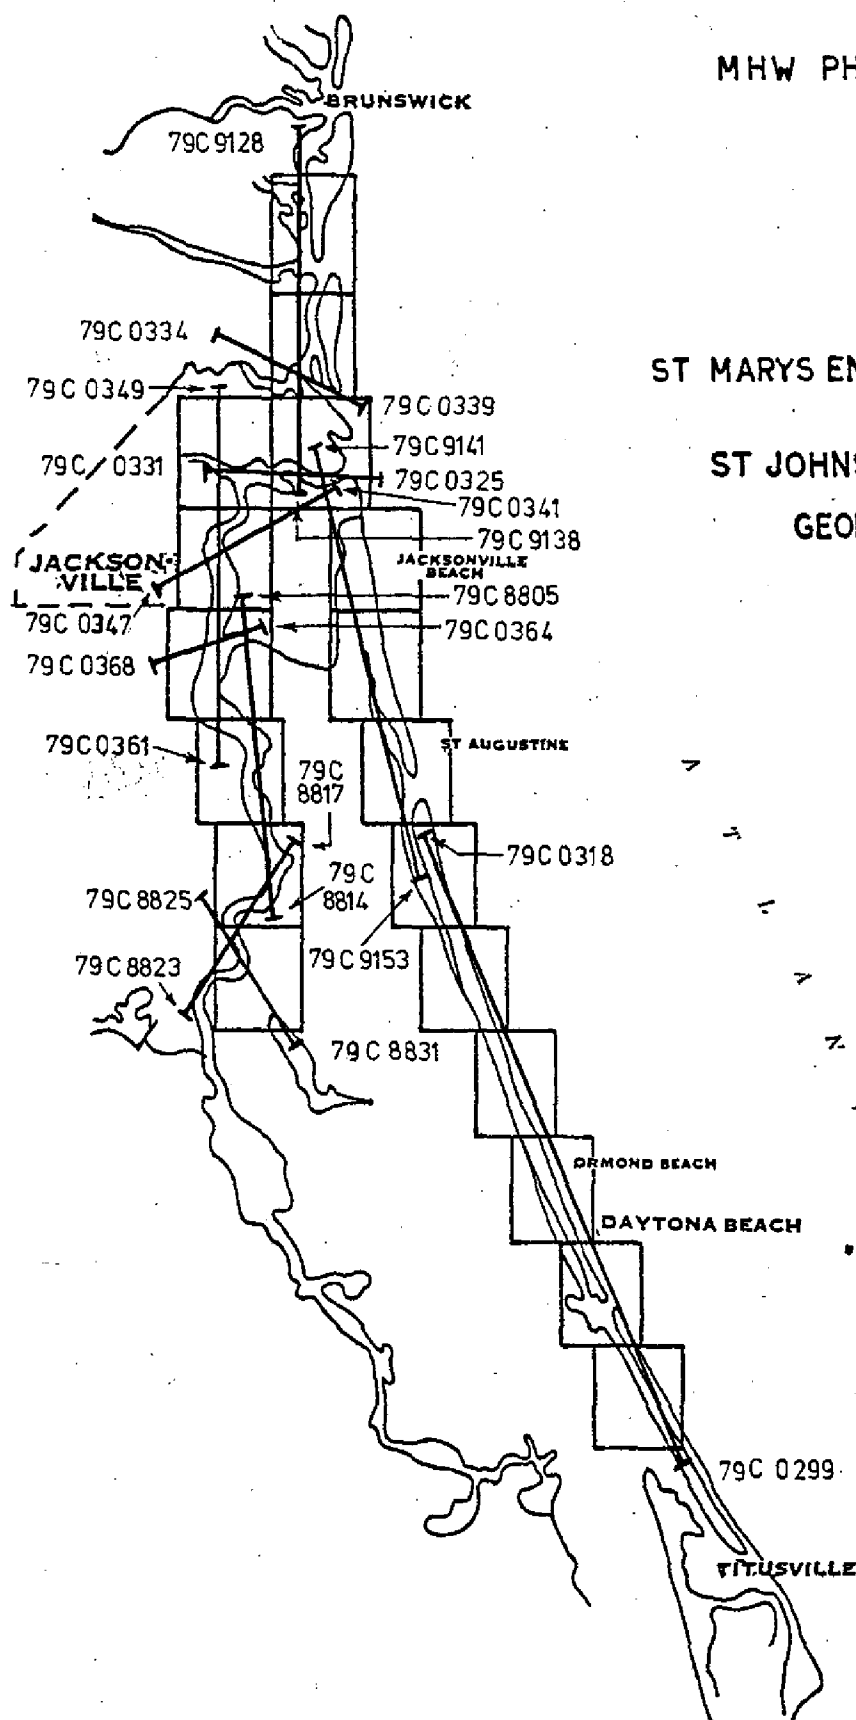 MHW PH
BRUNSWICK
79C 9128
79C 0334
ST MARYS EN
79C 0349
79C 0339
79C 9141
79C 0331
79C 0325
ST JOHNS
79C 0341
GEO
79C 9138
JACKSON-
VILLE
JACKSONVILLE
BEACH
79C 8805
79C 0347
79C 0364
79C 0368
79C 0361
ST AUGUSTINE
79C
8817
79C 0318
79C
8814
79C 8825
79C 9153
79C 8823
79C 8831
ORMOND BEACH
DAYTONA BEACH
79C 0299
TITUSVILLE
A
T
L
A
N